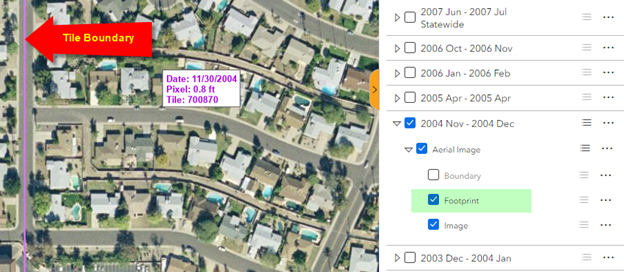 Tile Boundary
Date: 11/30/2004
Pixel: 0.8 ft
Tile: 700870
2007 Jun - 2007 Jul
Statewide
2006 Oct - 2006 Nov
2006 Jan - 2006 Feb
2005 Apr - 2005 Apr
2004 Nov - 2004 Dec
Aerial Image
Boundary
Footprint
Image
2003 Dec - 2004 Jan